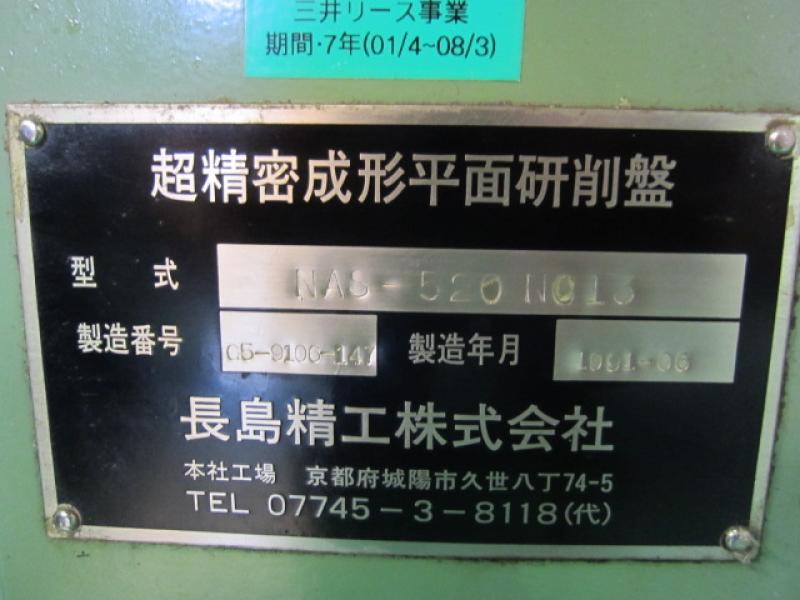 三井リース事業
期間･7年(01/4~08/3)
超精密成形平面研削盤
型式 NAS-520 NO13
製造番号 C5-9106-147 製造年月 1991-06
長島精工株式会社
本社工場 京都府城陽市久世八丁74-5
TEL 07745-3-8118(代)